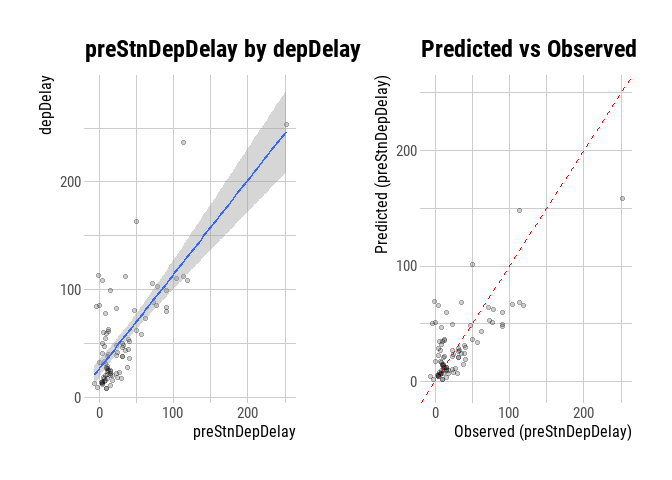 preStnDepDelay by depDelay
depDelay
200
100
0
0
100
200
preStnDepDelay
Predicted vs Observed
Predicted (preStnDepDelay)
200
100
0
0
100
200
Observed (preStnDepDelay)